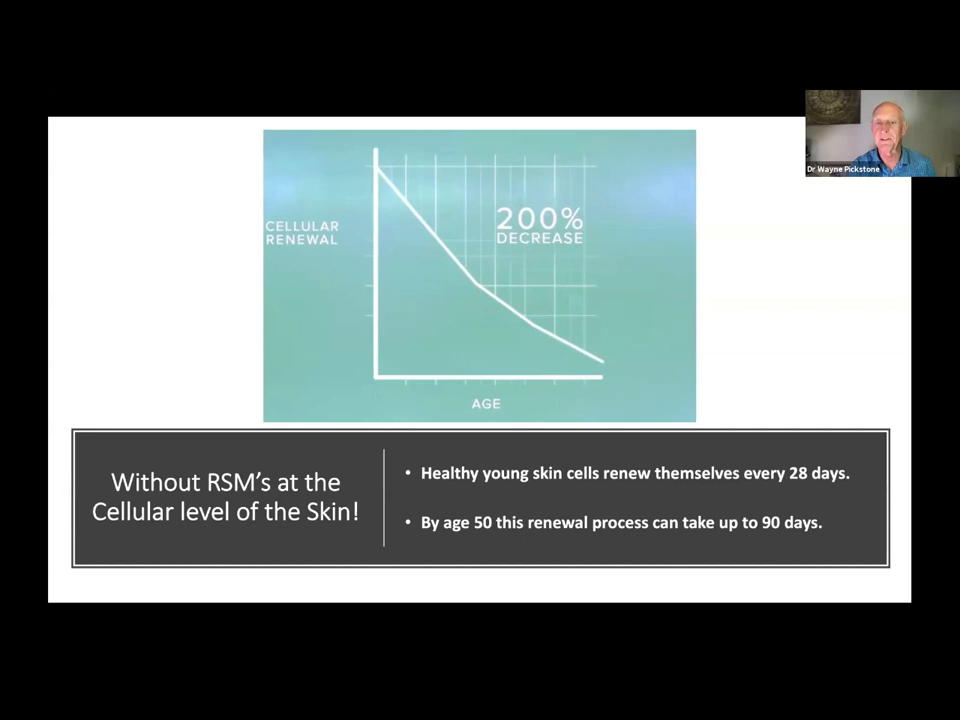 Dr Wayne Pickstone
CELLULAR
RENEWAL
200%
DECREASE
AGE
Without RSM's at the
Cellular level of the Skin!
• Healthy young skin cells renew themselves every 28 days.
• By age 50 this renewal process can take up to 90 days.